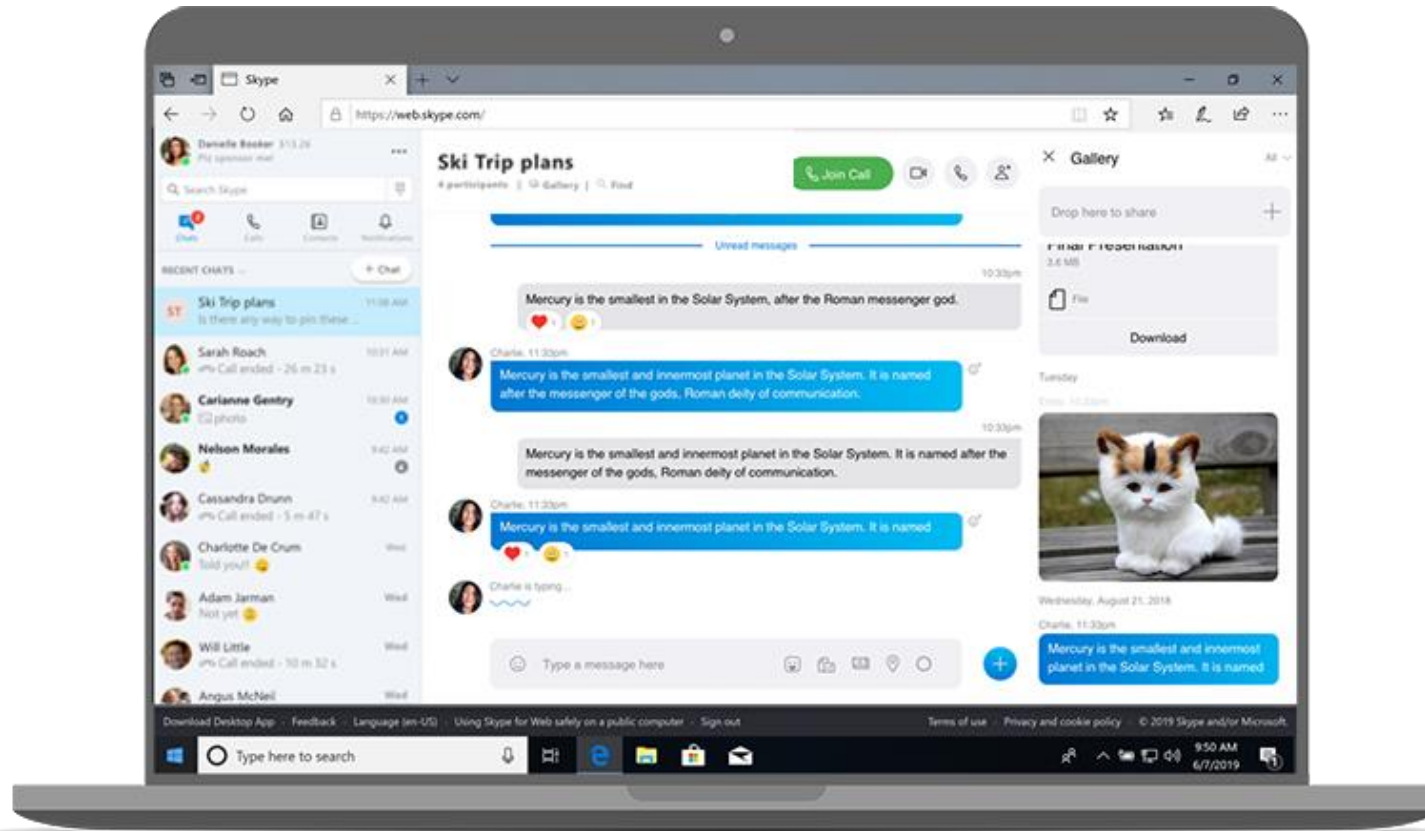 Skype
https://web.skype.com/
Danielle Booker
Search Skype
2
Chats
Calls
Contacts
Notifications
RECENT CHATS
+ Chat
ST
Ski Trip plans
11:08 AM
Is there any way to pin these ...
Sarah Roach
10:31 AM
Call ended - 26 m 23 s
Carianne Gentry
10:30 AM
photo
Nelson Morales
9:42 AM
Cassandra Drunn
9:42 AM
Call ended - 5 m 47 s
Charlotte De Crum
Wed
Told you!!
Adam Jarman
Wed
Not yet
Will Little
Wed
Call ended - 10 m 32 s
Angus McNeil
Wed
Ski Trip plans
4 participants | Gallery | Find
Join Call
Unread messages
10:33pm
Mercury is the smallest in the Solar System, after the Roman messenger god.
Charlie, 11:33pm
Mercury is the smallest and innermost planet in the Solar System. It is named
after the messenger of the gods, Roman deity of communication.
10:33pm
Mercury is the smallest and innermost planet in the Solar System. It is named after the
messenger of the gods, Roman deity of communication.
Charlie, 11:33pm
Mercury is the smallest and innermost planet in the Solar System. It is named
Charlie is typing...
Type a message here
Gallery
All
Drop here to share
Final Presentation
3.6 MB
File
Download
Tuesday
Wednesday, August 21, 2018
Charlie, 11:33pm
Mercury is the smallest and innermost
planet in the Solar System. It is named
Download Desktop App · Feedback · Language (en-US) · Using Skype for Web safely on a public computer · Sign out
Terms of use · Privacy and cookie policy · © 2019 Skype and/or Microsoft.
Type here to search
9:50 AM
6/7/2019